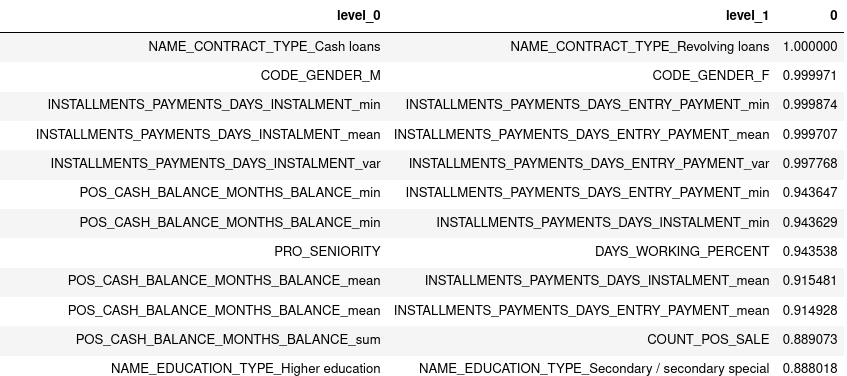 level_0 level_1 0
NAME_CONTRACT_TYPE_Cash loans NAME_CONTRACT_TYPE_Revolving loans 1.000000
CODE_GENDER_M CODE_GENDER_F 0.999971
INSTALLMENTS_PAYMENTS_DAYS_INSTALMENT_min INSTALLMENTS_PAYMENTS_DAYS_ENTRY_PAYMENT_min 0.999874
INSTALLMENTS_PAYMENTS_DAYS_INSTALMENT_mean INSTALLMENTS_PAYMENTS_DAYS_ENTRY_PAYMENT_mean 0.999707
INSTALLMENTS_PAYMENTS_DAYS_INSTALMENT_var INSTALLMENTS_PAYMENTS_DAYS_ENTRY_PAYMENT_var 0.997768
POS_CASH_BALANCE_MONTHS_BALANCE_min INSTALLMENTS_PAYMENTS_DAYS_ENTRY_PAYMENT_min 0.943647
POS_CASH_BALANCE_MONTHS_BALANCE_min INSTALLMENTS_PAYMENTS_DAYS_INSTALMENT_min 0.943629
PRO_SENIORITY DAYS_WORKING_PERCENT 0.943538
POS_CASH_BALANCE_MONTHS_BALANCE_mean INSTALLMENTS_PAYMENTS_DAYS_INSTALMENT_mean 0.915481
POS_CASH_BALANCE_MONTHS_BALANCE_mean INSTALLMENTS_PAYMENTS_DAYS_ENTRY_PAYMENT_mean 0.914928
POS_CASH_BALANCE_MONTHS_BALANCE_sum COUNT_POS_SALE 0.889073
NAME_EDUCATION_TYPE_Higher education NAME_EDUCATION_TYPE_Secondary / secondary special 0.888018